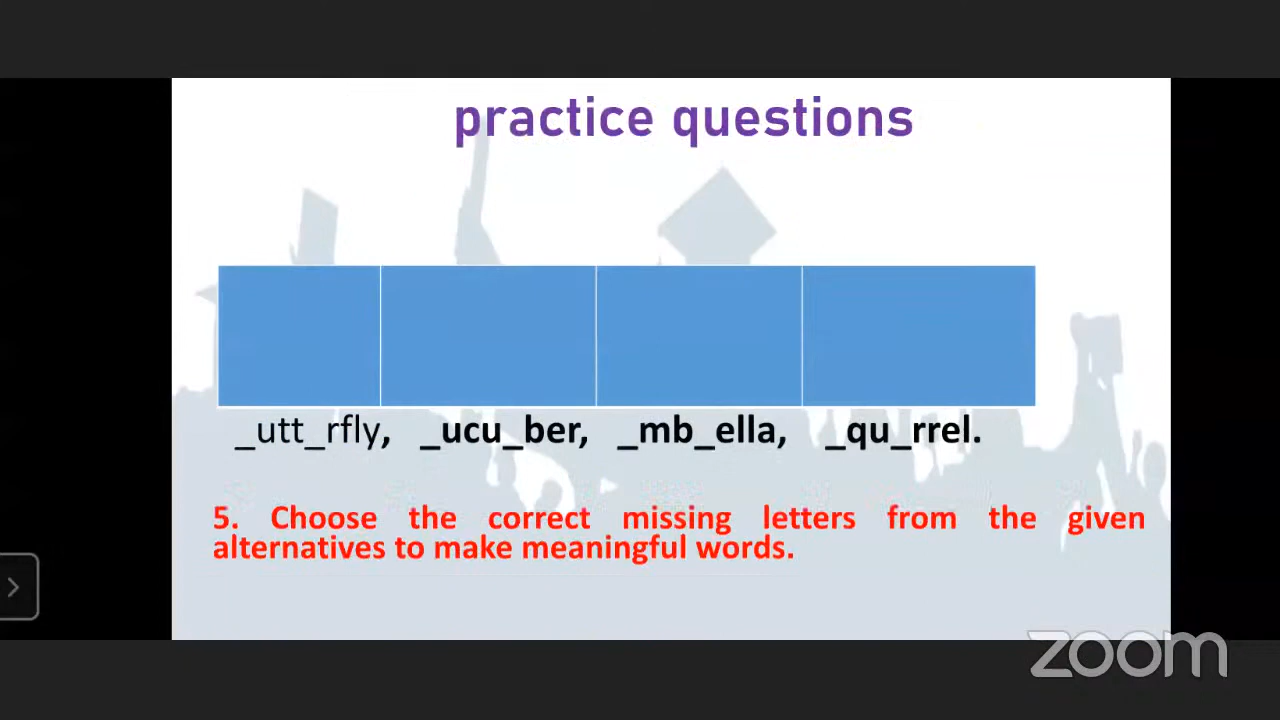 practice questions
_utt_rfly, _ucu_ber, _mb_ella, _qu_rrel.
5. Choose the correct missing letters from the given
alternatives to make meaningful words.
zoom